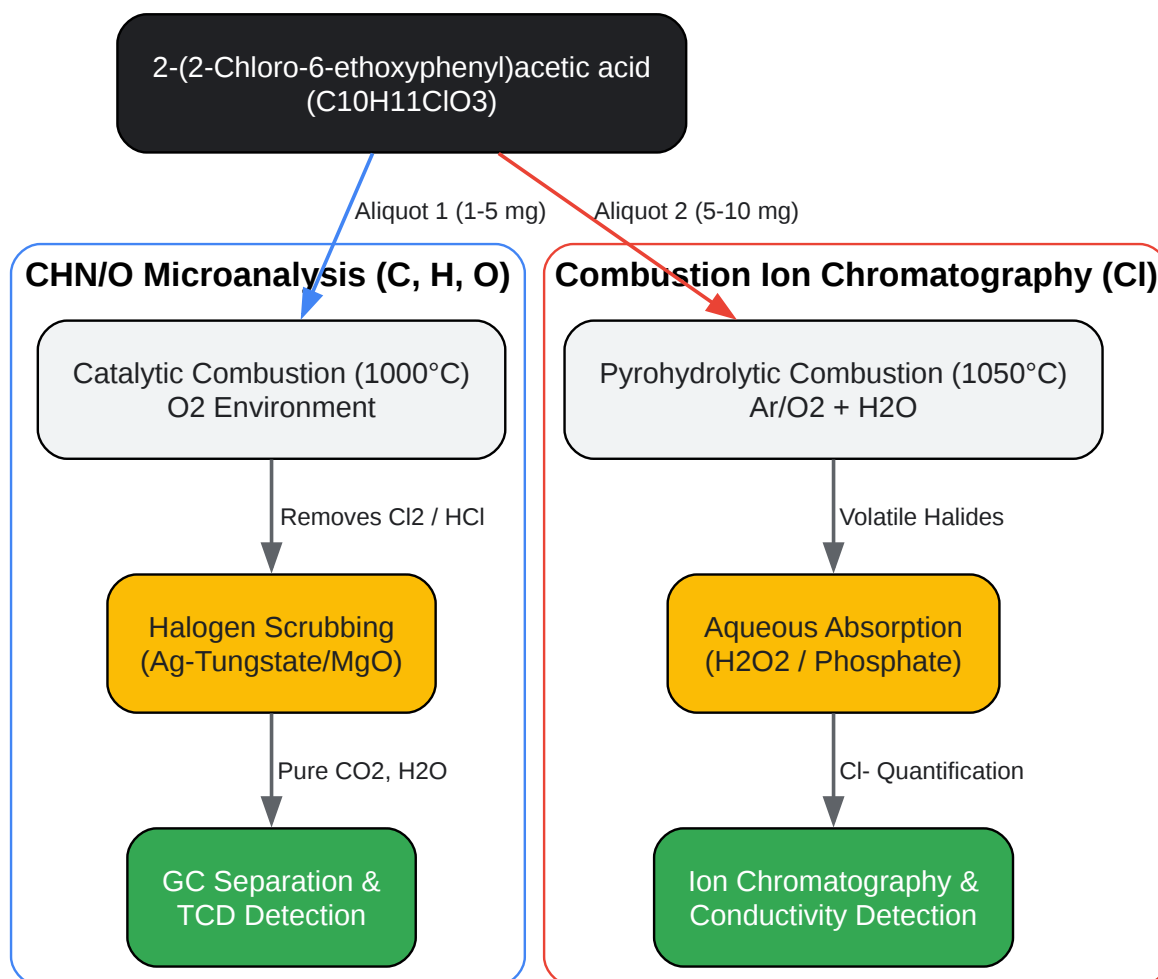 2-(2-Chloro-6-ethoxyphenyl)acetic acid
(C10H11ClO3)
Aliquot 1 (1-5 mg)
Aliquot 2 (5-10 mg)
CHN/O Microanalysis (C, H, O)
Combustion Ion Chromatography (Cl)
Catalytic Combustion (1000°C)
O2 Environment
Pyrohydrolytic Combustion (1050°C)
Ar/O2 + H2O
Removes Cl2 / HCl
Volatile Halides
Halogen Scrubbing
(Ag-Tungstate/MgO)
Aqueous Absorption
(H2O2 / Phosphate)
Pure CO2, H2O
Cl- Quantification
GC Separation &
TCD Detection
Ion Chromatography &
Conductivity Detection